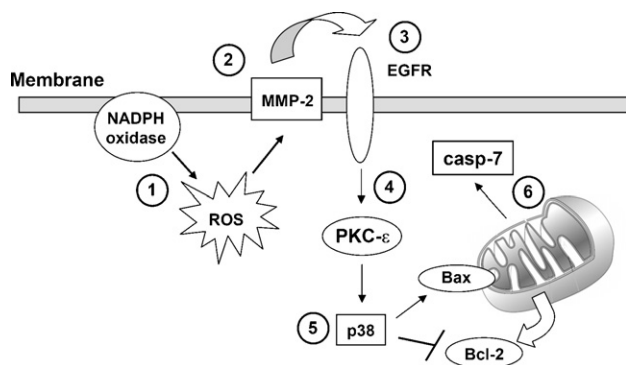 3
2
EGFR
Membrane
MMP-2
NADPH
oxidase
casp-7
1
4
6
ROS
PKC-ε
Bax
5
p38
Bcl-2